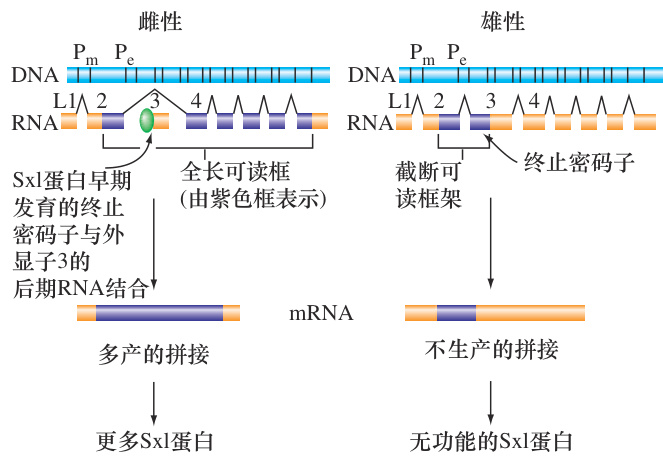 雌性
雄性
Pm Pe
DNA
L1 2 3 4
RNA
Sxl蛋白早期
发育的终止
密码子与外
显子3的
后期RNA结合
全长可读框
(由紫色框表示)
Pm Pe
DNA
L1 2 3 4
RNA
截断可
读框架
终止密码子
mRNA
多产的拼接
不生产的拼接
更多Sxl蛋白
无功能的Sxl蛋白